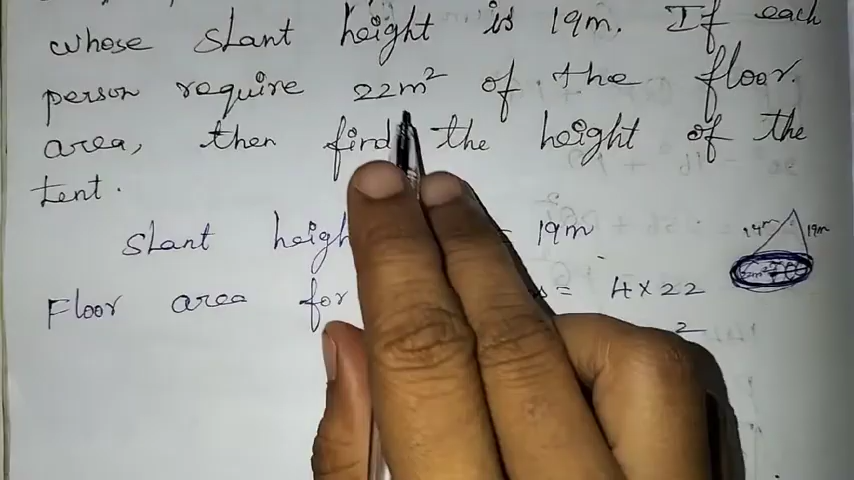 whose slant height is 19m. If each
person require 22m² of the floor.
area, then find the height of the
tent.
slant heigh = 19m
19m
Floor area for = 4×22
2